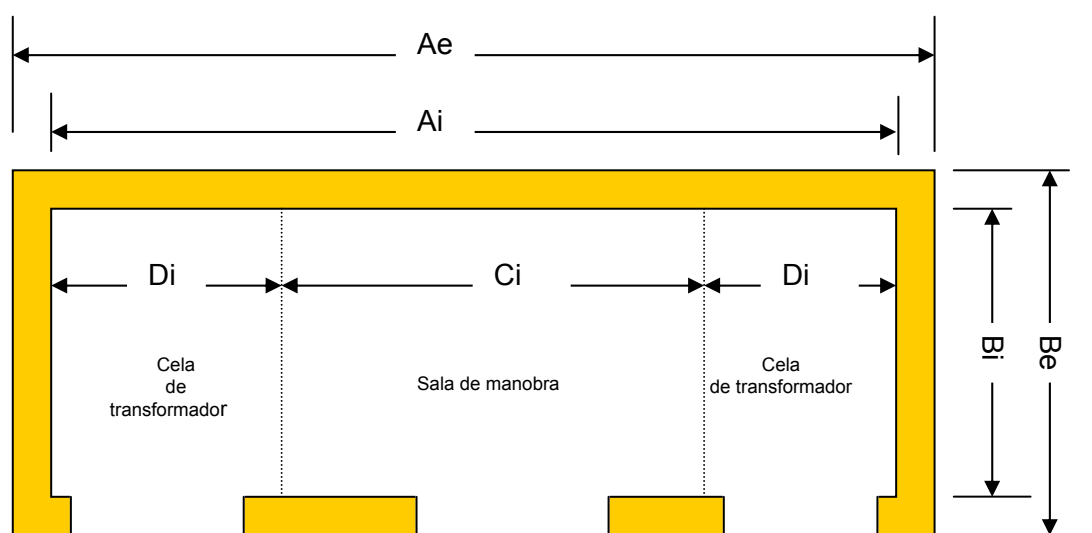 Ae
Ai
Di
Ci
Di
Bi
Be
Cela
de
transformador
Sala de manobra
Cela
de transformador